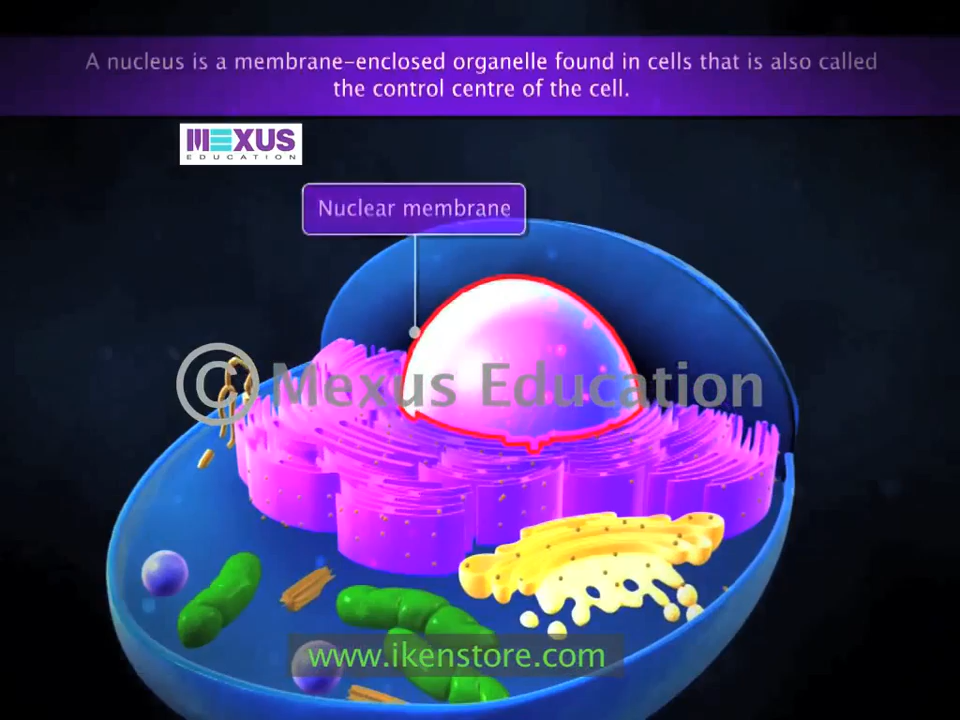 A nucleus is a membrane-enclosed organelle found in cells that is also called
the control centre of the cell.
MEXUS
EDUCATION
Nuclear membrane
© Mexus Education
www.ikenstore.com